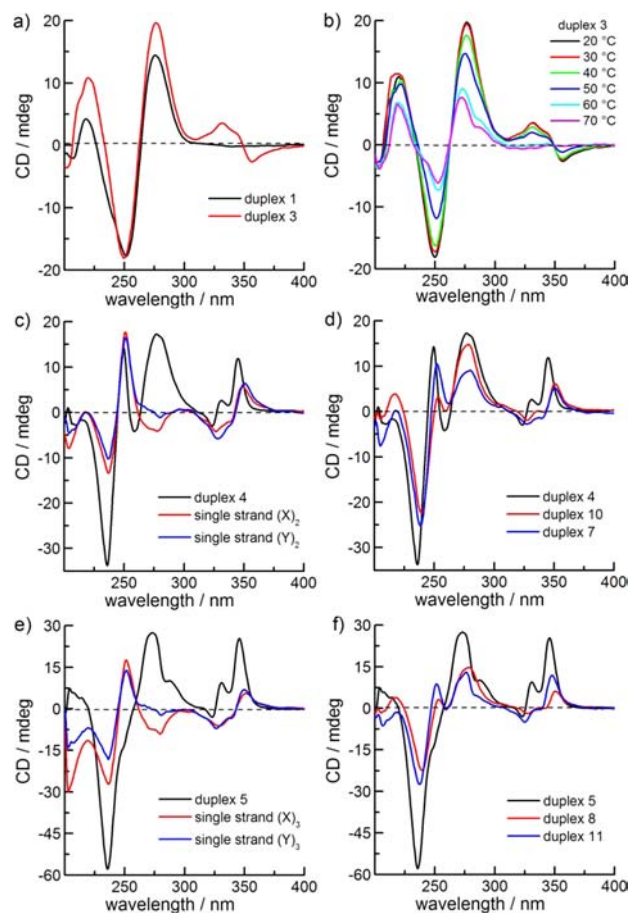 a)
20
10
0
-10
-20
CD / mdeg
250
300
350
400
wavelength / nm
duplex 1
duplex 3
b)
20
10
0
-10
-20
CD / mdeg
250
300
350
400
wavelength / nm
duplex 3
20 °C
30 °C
40 °C
50 °C
60 °C
70 °C
c)
20
10
0
-10
-20
-30
CD / mdeg
250
300
350
400
wavelength / nm
duplex 4
single strand (X)2
single strand (Y)2
d)
20
10
0
-10
-20
-30
CD / mdeg
250
300
350
400
wavelength / nm
duplex 4
duplex 10
duplex 7
e)
30
15
0
-15
-30
-45
-60
CD / mdeg
250
300
350
400
wavelength / nm
duplex 5
single strand (X)3
single strand (Y)3
f)
30
15
0
-15
-30
-45
-60
CD / mdeg
250
300
350
400
wavelength / nm
duplex 5
duplex 8
duplex 11